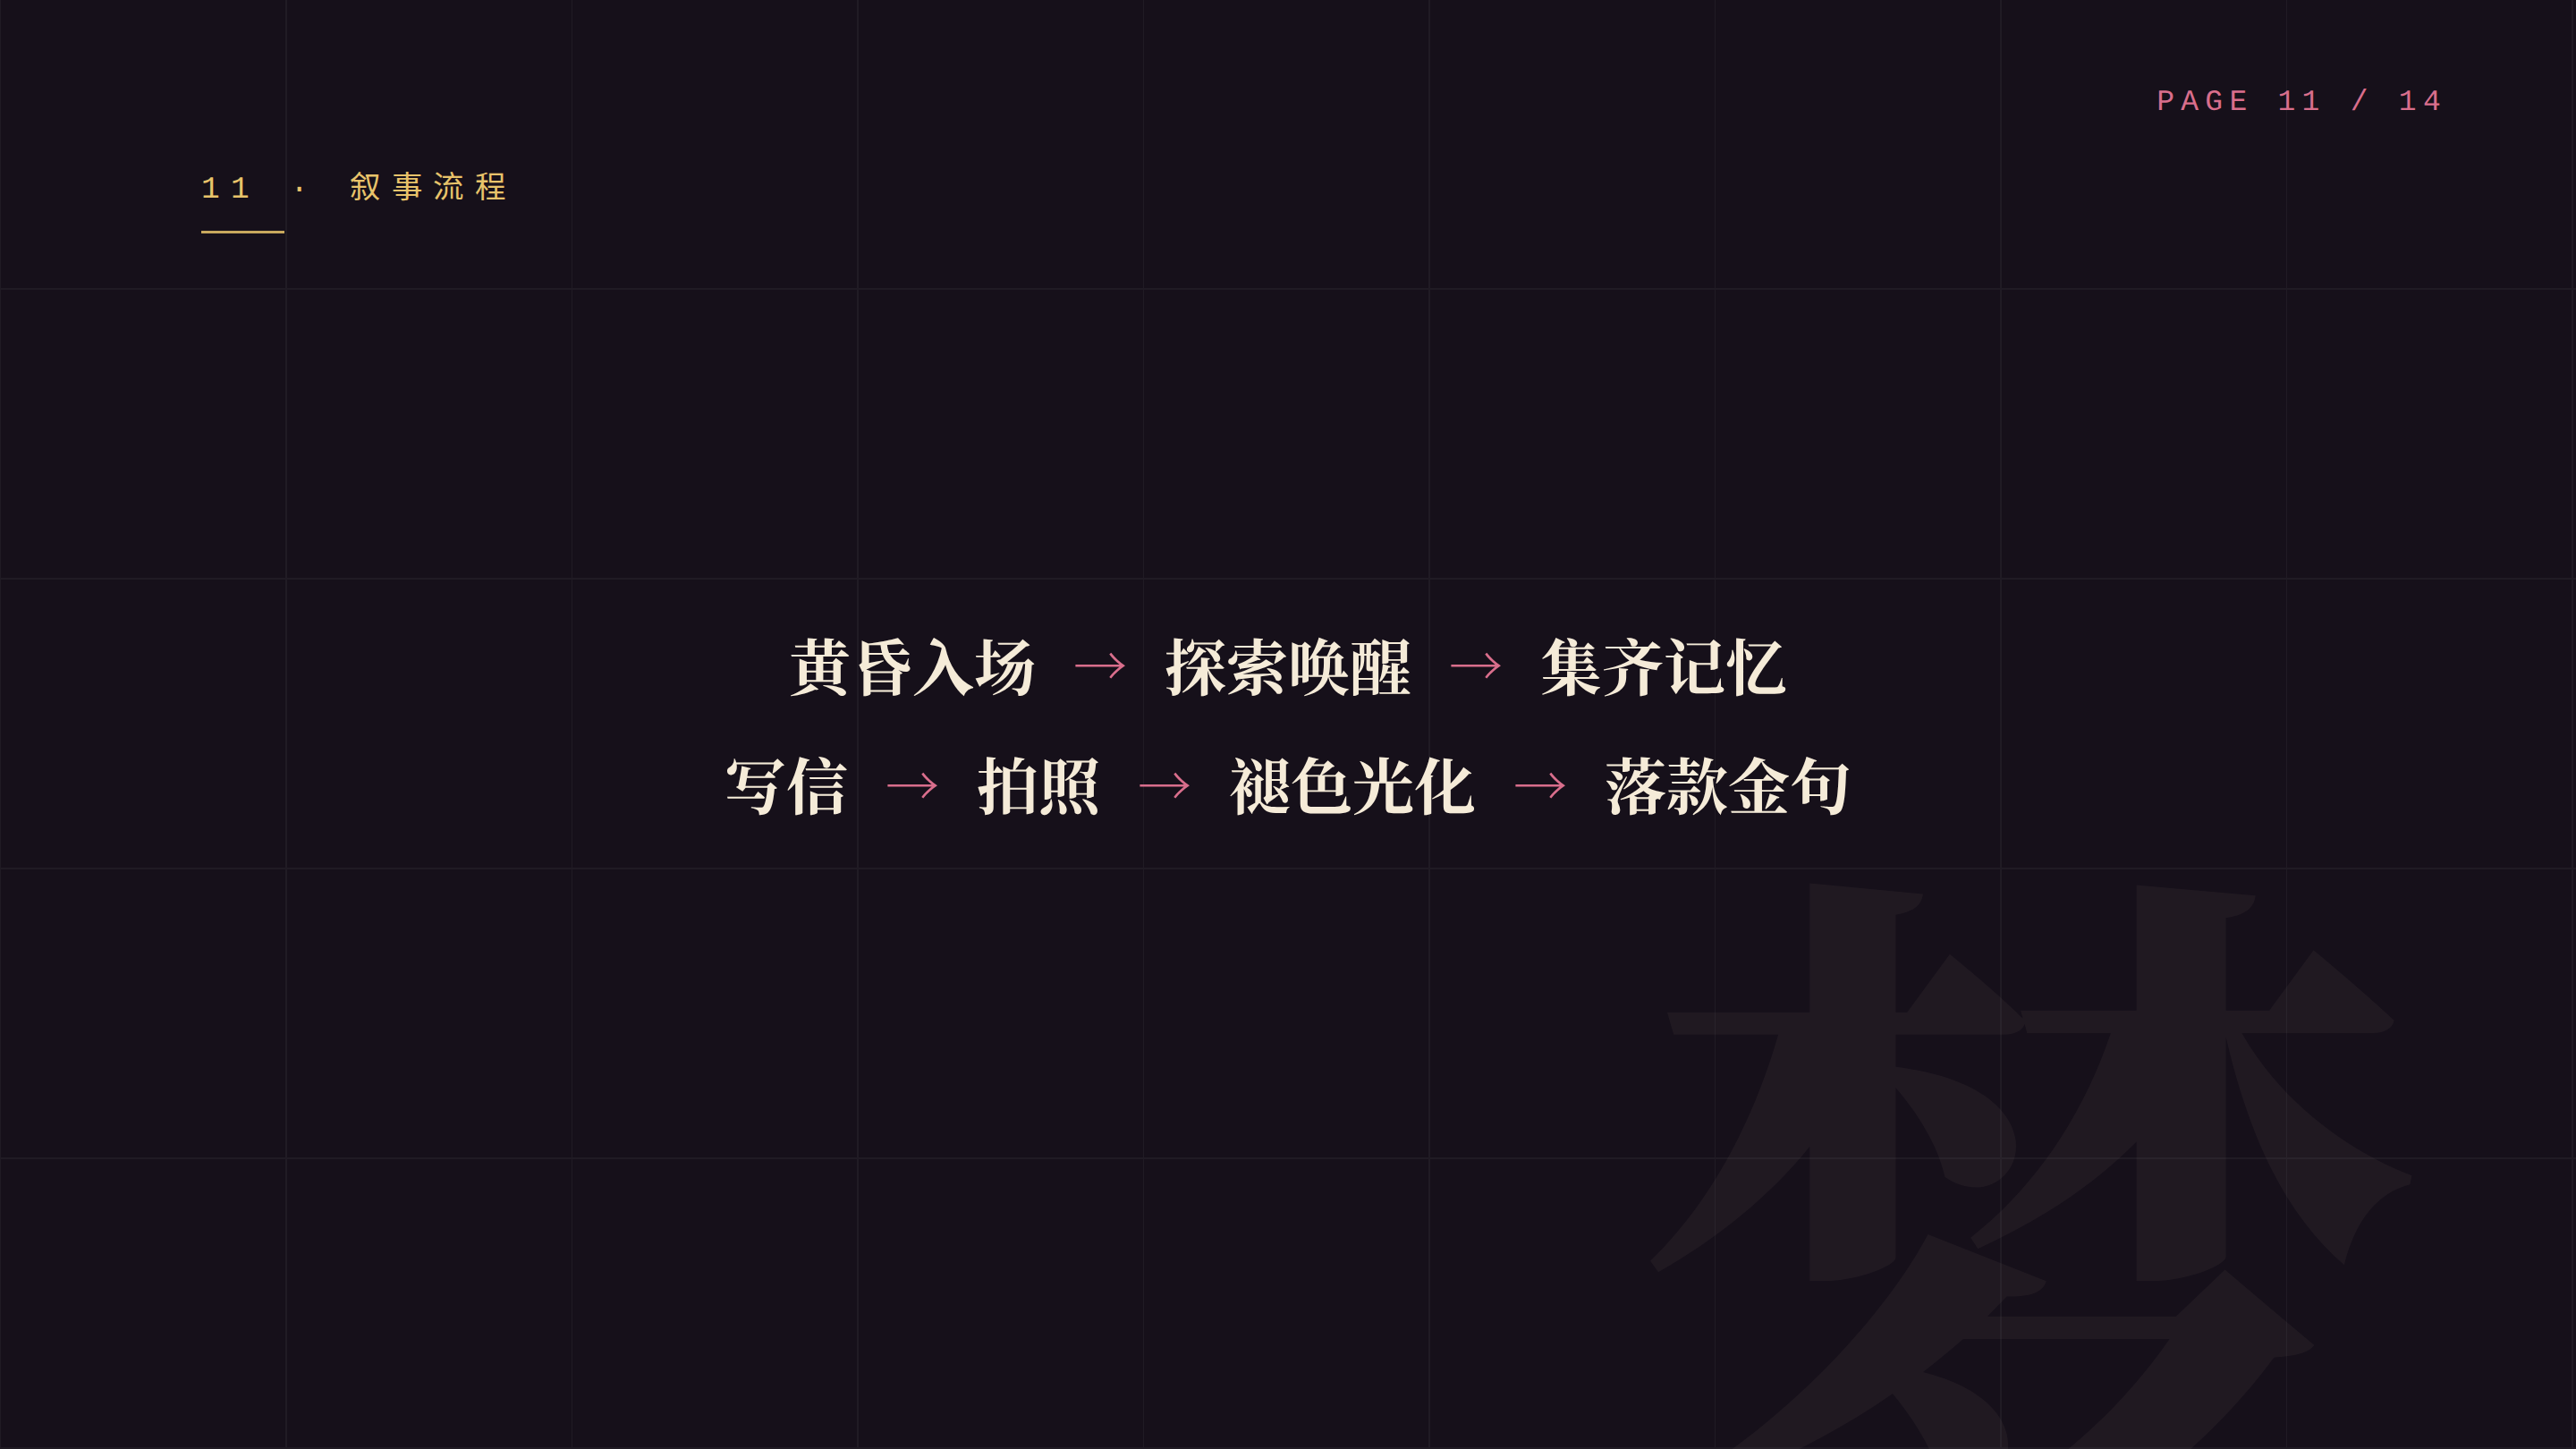 PAGE 11 / 14
11 · 叙事流程
黄昏入场 → 探索唤醒 → 集齐记忆
写信 → 拍照 → 褪色光化 → 落款金句
梦